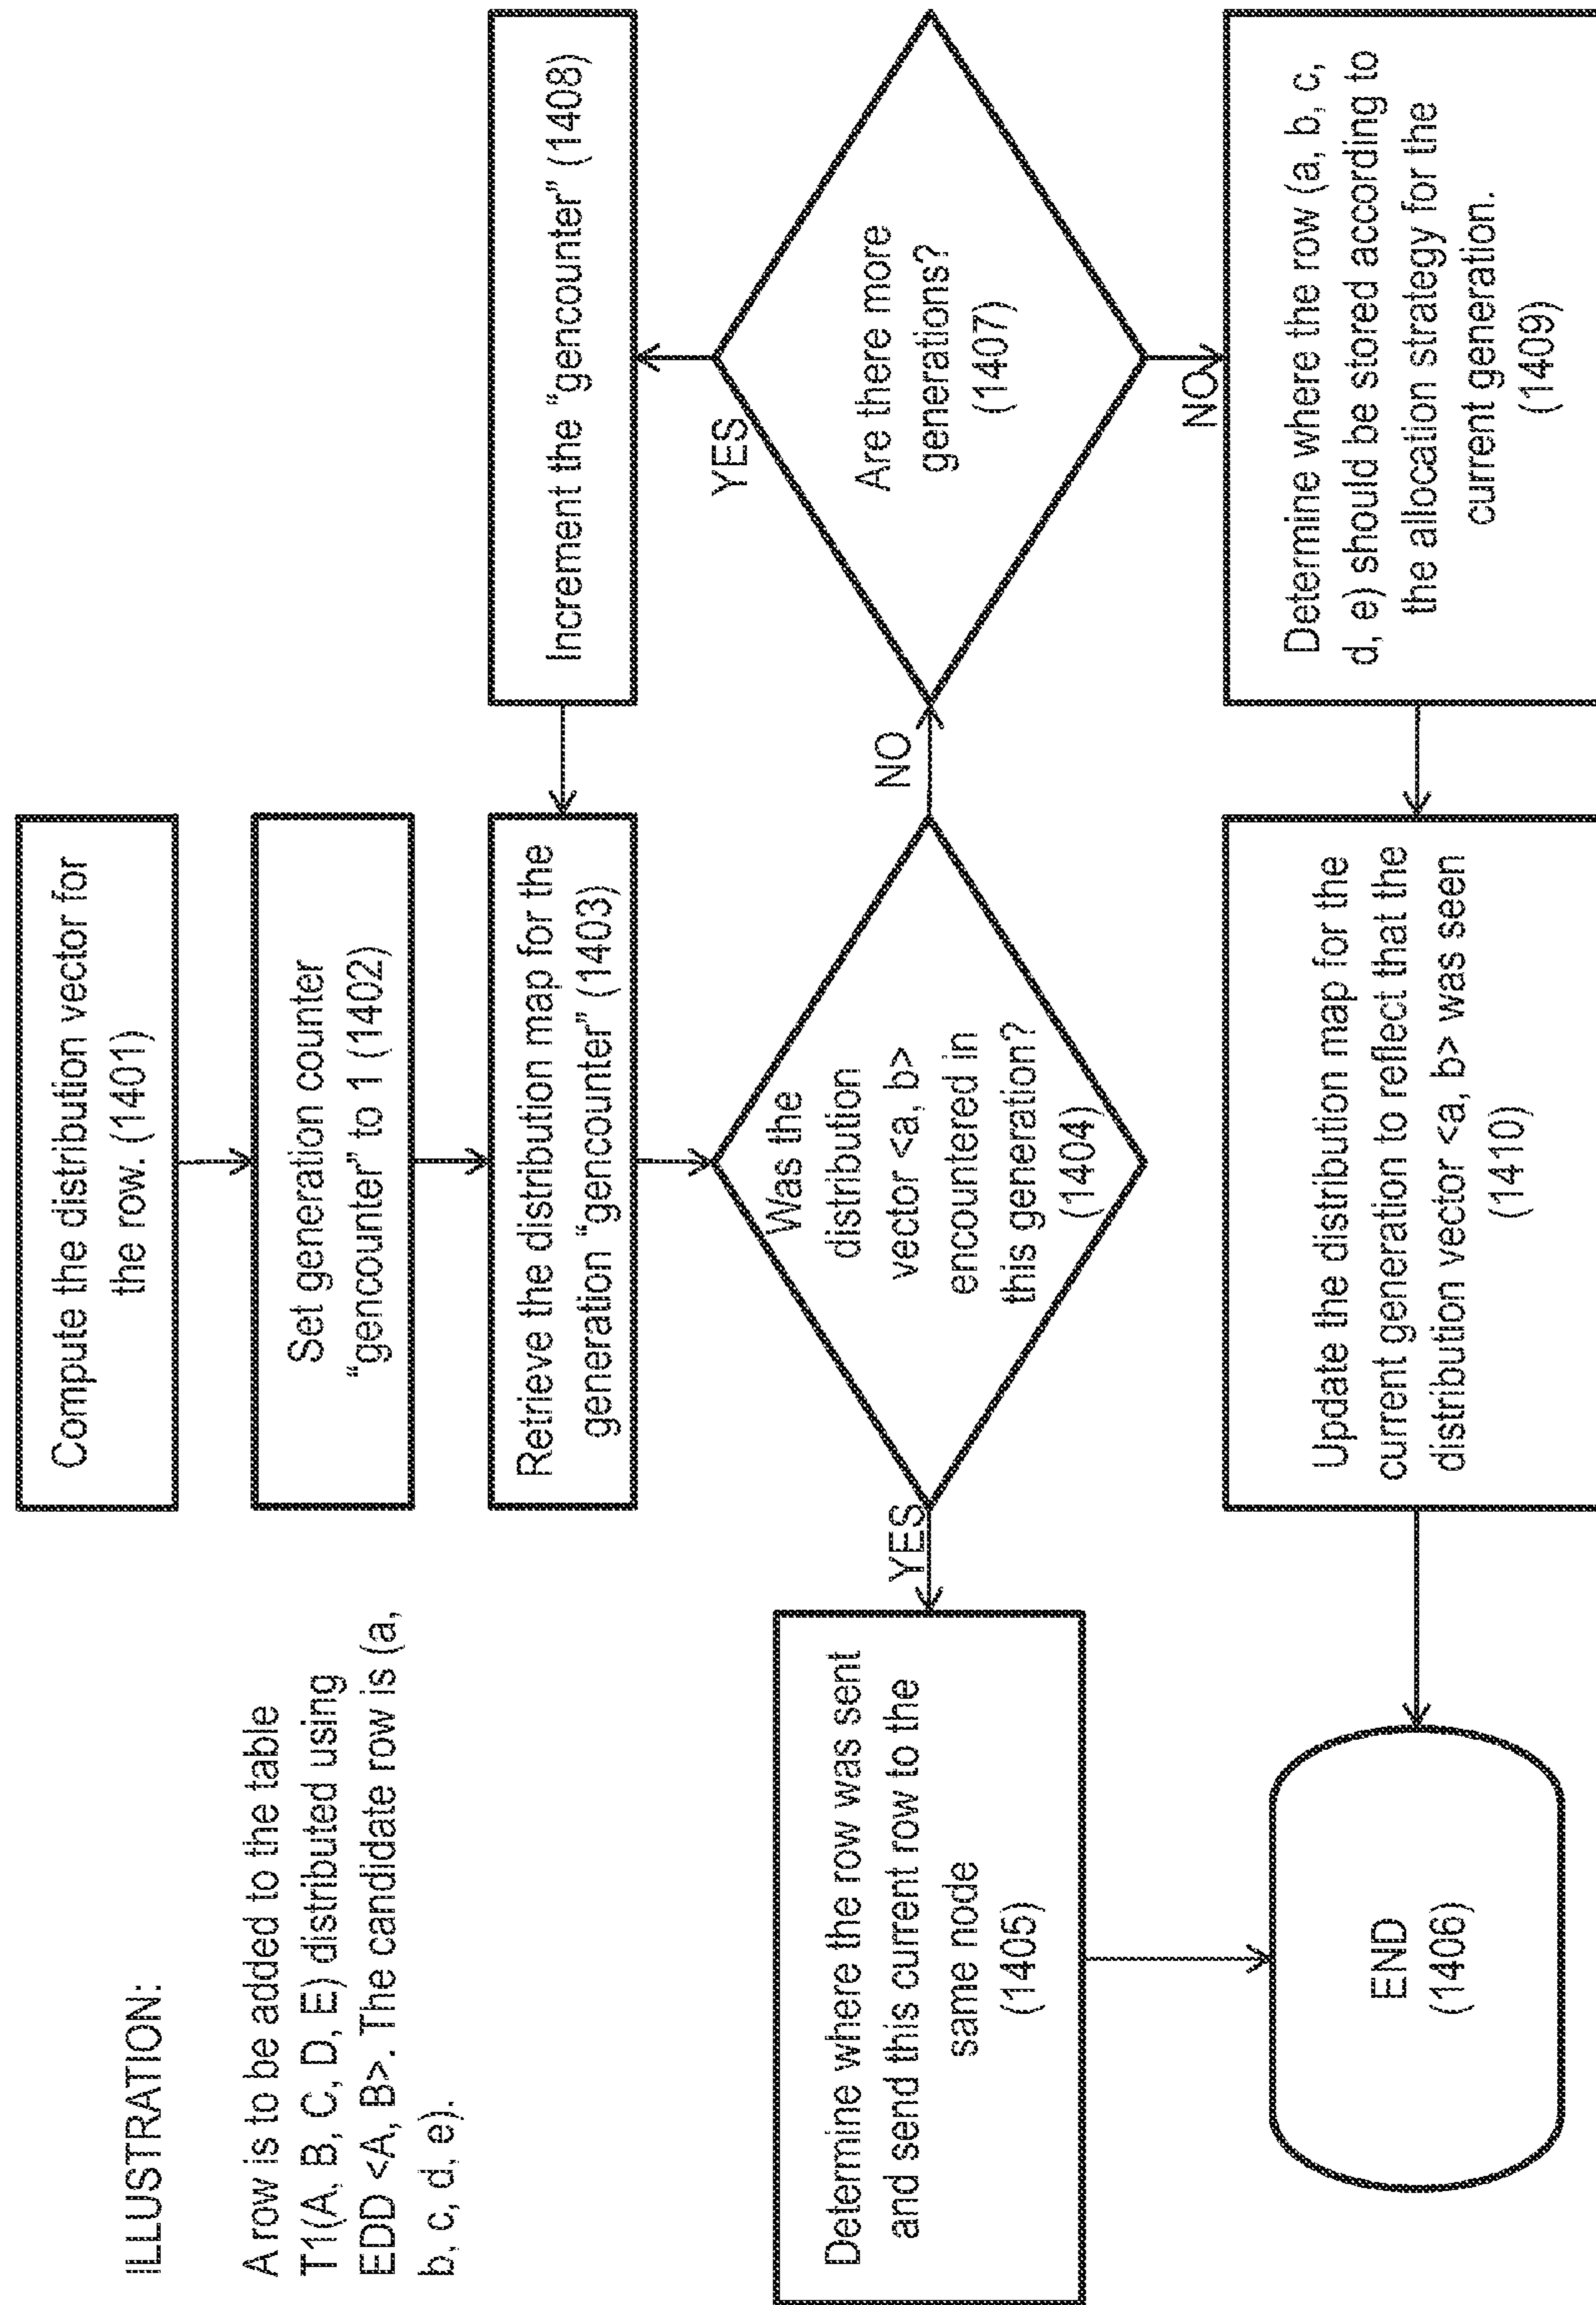 ILLUSTRATION:
A row is to be added to the table
T1(A, B, C, D, E) distributed using
EDD <A, B>. The candidate row is (a,
b, c, d, e).
Compute the distribution vector for
the row. (1401)
Set generation counter
“gencounter” to 1 (1402)
Retrieve the distribution map for the
generation “gencounter” (1403)
Increment the “gencounter” (1408)
Was the
distribution
vector <a, b>
encountered in
this generation?
(1404)
YES
NO
Determine where the row was sent
and send this current row to the
same node
(1405)
Are there more
generations?
(1407)
YES
NO
Determine where the row (a, b, c,
d, e) should be stored according to
the allocation strategy for the
current generation.
(1409)
Update the distribution map for the
current generation to reflect that the
distribution vector <a, b> was seen
(1410)
END
(1406)